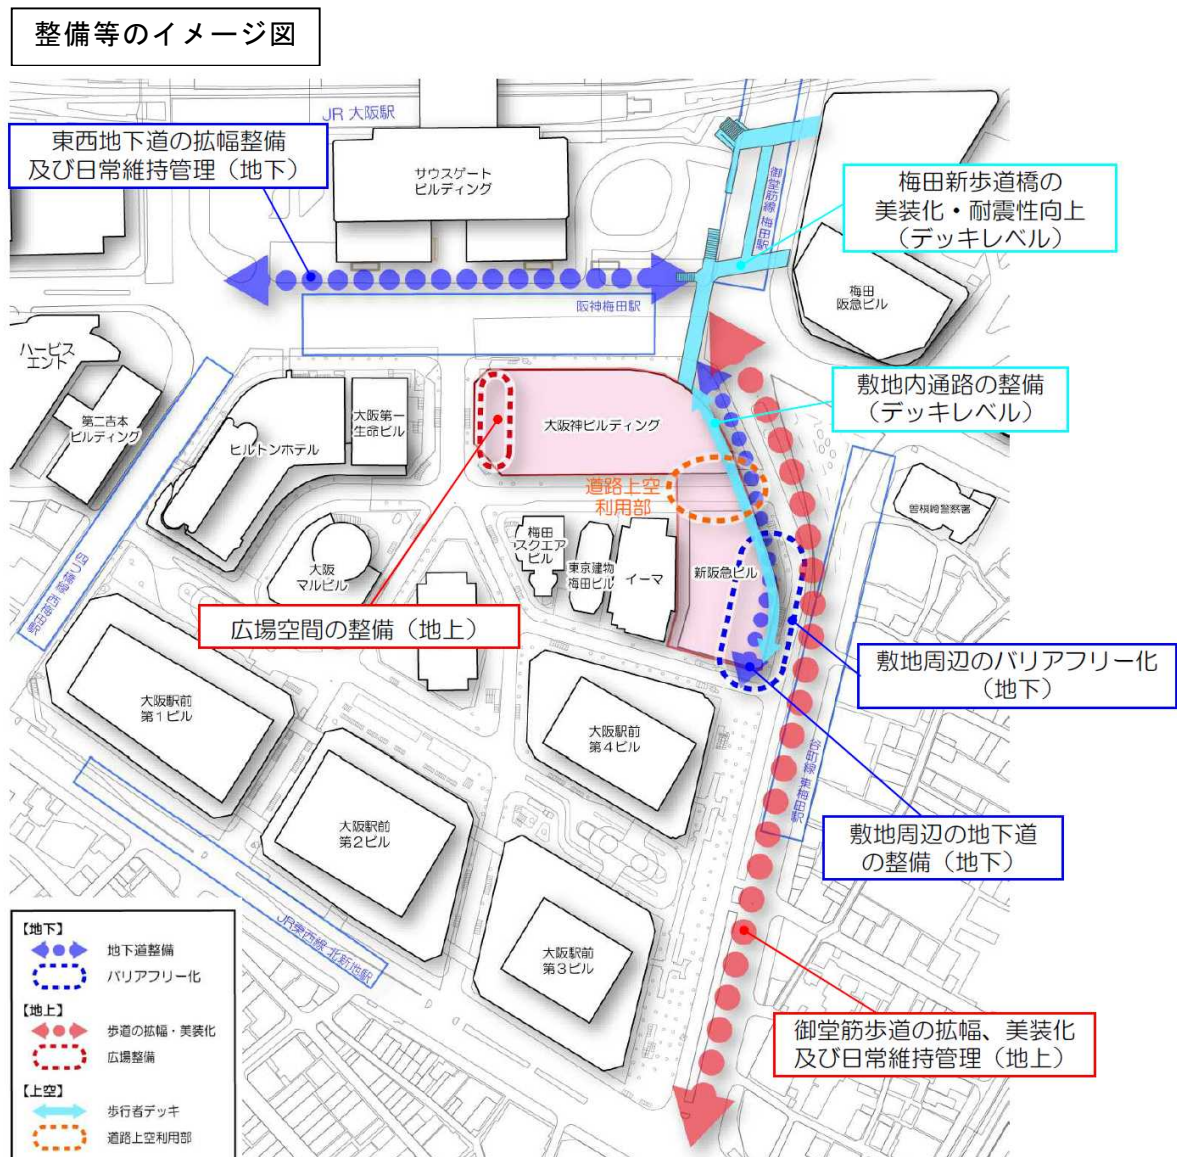 整備等のイメージ図
JR 大阪駅
東西地下道の拡幅整備
及び日常維持管理（地下）
サウスゲート
ビルディング
御堂筋線 梅田駅
梅田新歩道橋の
美装化・耐震性向上
（デッキレベル）
梅田
阪急ビル
阪神梅田駅
ハービス
エント
第二吉本
ビルディング
ヒルトンホテル
大阪第一
生命ビル
大阪神ビルディング
敷地内通路の整備
（デッキレベル）
道路上空
利用部
曽根崎警察署
四つ橋線 西梅田駅
大阪
マルビル
梅田
スクエア
ビル
東京建物
梅田ビル
イーマ
新阪急ビル
広場空間の整備（地上）
敷地周辺のバリアフリー化
（地下）
大阪駅前
第1ビル
大阪駅前
第4ビル
谷町線 東梅田駅
大阪駅前
第2ビル
敷地周辺の地下道
の整備（地下）
JR東西線 北新地駅
大阪駅前
第3ビル
御堂筋歩道の拡幅、美装化
及び日常維持管理（地上）
【地下】
地下道整備
バリアフリー化
【地上】
歩道の拡幅・美装化
広場整備
【上空】
歩行者デッキ
道路上空利用部